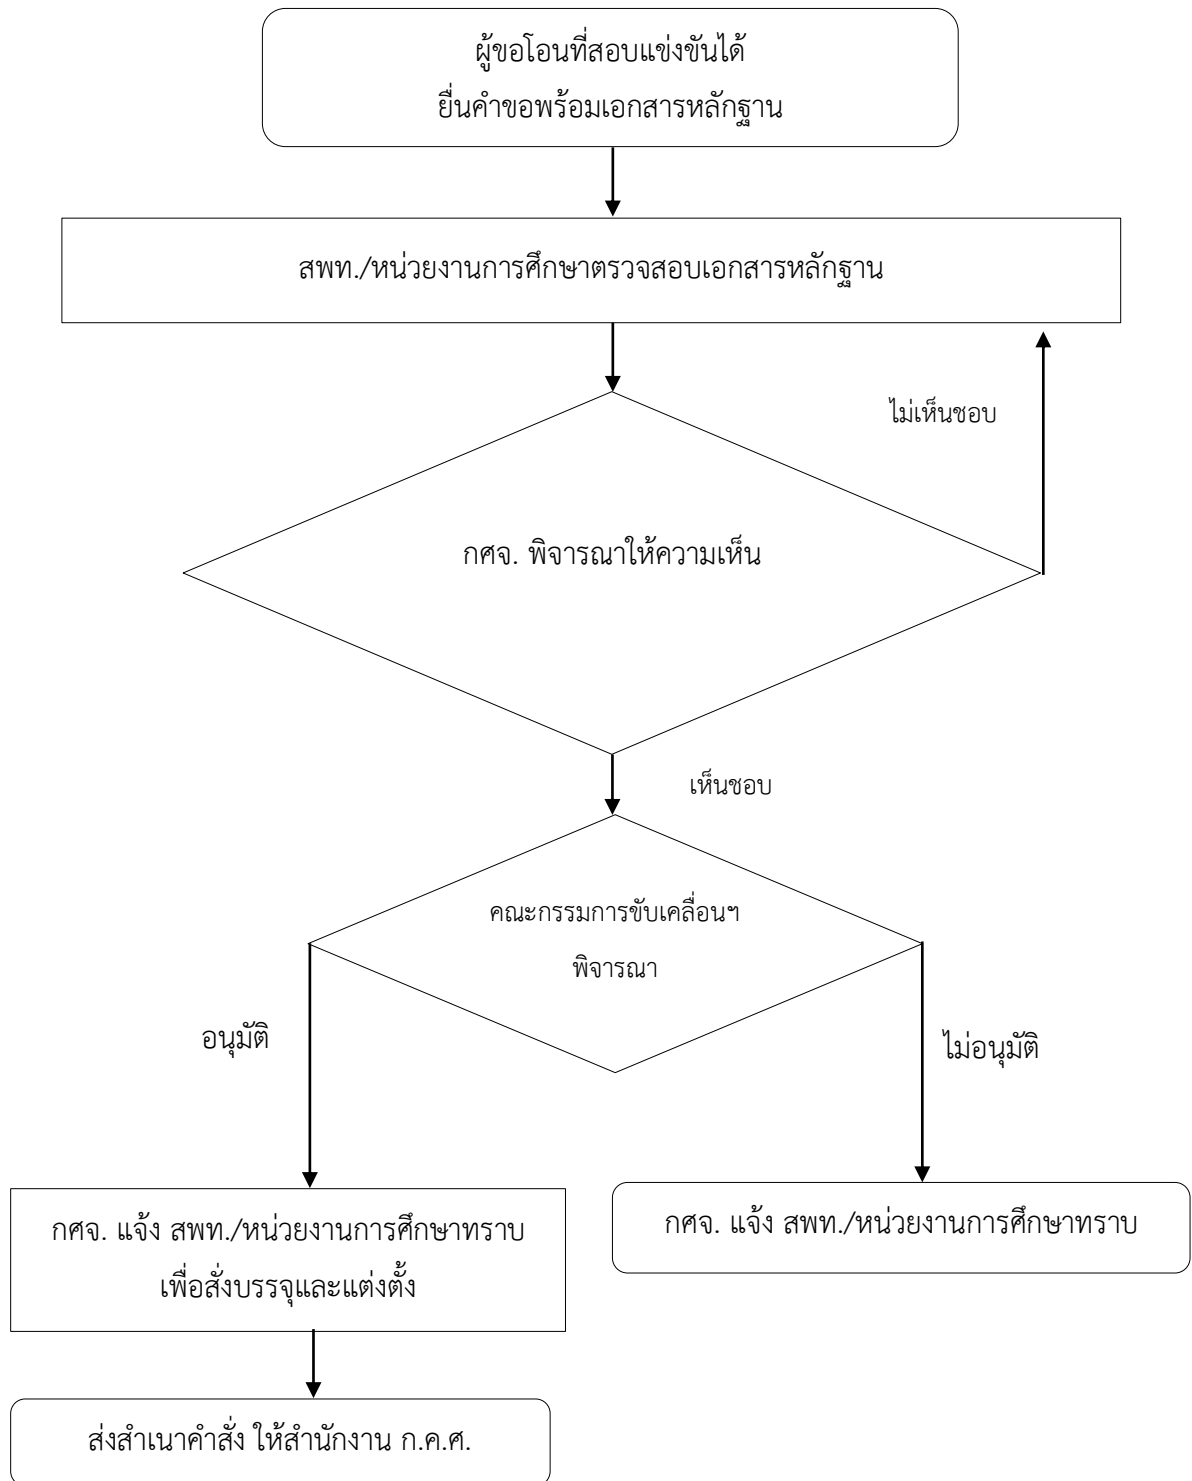 ผู้ขอโอนที่สอบแข่งขันได้
ยื่นคำขอพร้อมเอกสารหลักฐาน
สพท./หน่วยงานการศึกษาตรวจสอบเอกสารหลักฐาน
ไม่เห็นชอบ
กศจ. พิจารณาให้ความเห็น
เห็นชอบ
คณะกรรมการขับเคลื่อนฯ
พิจารณา
อนุมัติ
ไม่อนุมัติ
กศจ. แจ้ง สพท./หน่วยงานการศึกษาทราบ
เพื่อสั่งบรรจุและแต่งตั้ง
กศจ. แจ้ง สพท./หน่วยงานการศึกษาทราบ
ส่งสำเนาคำสั่ง ให้สำนักงาน ก.ค.ศ.